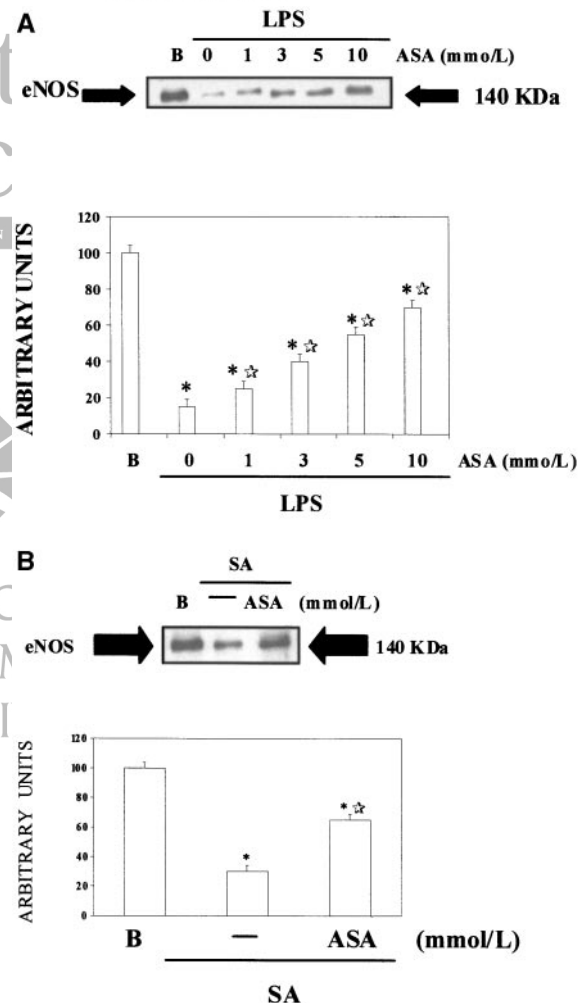 A
LPS
B 0 1 3 5 10 ASA (mmo/L)
eNOS 140 KDa
ARBITRARY UNITS
120
100
80
60
40
20
0
*
*☆
*☆
*☆
*☆
B 0 1 3 5 10 ASA (mmo/L)
LPS
B
SA
B — ASA (mmol/L)
eNOS 140 KDa
ARBITRARY UNITS
120
100
80
60
40
20
0
*
*☆
B — ASA (mmol/L)
SA